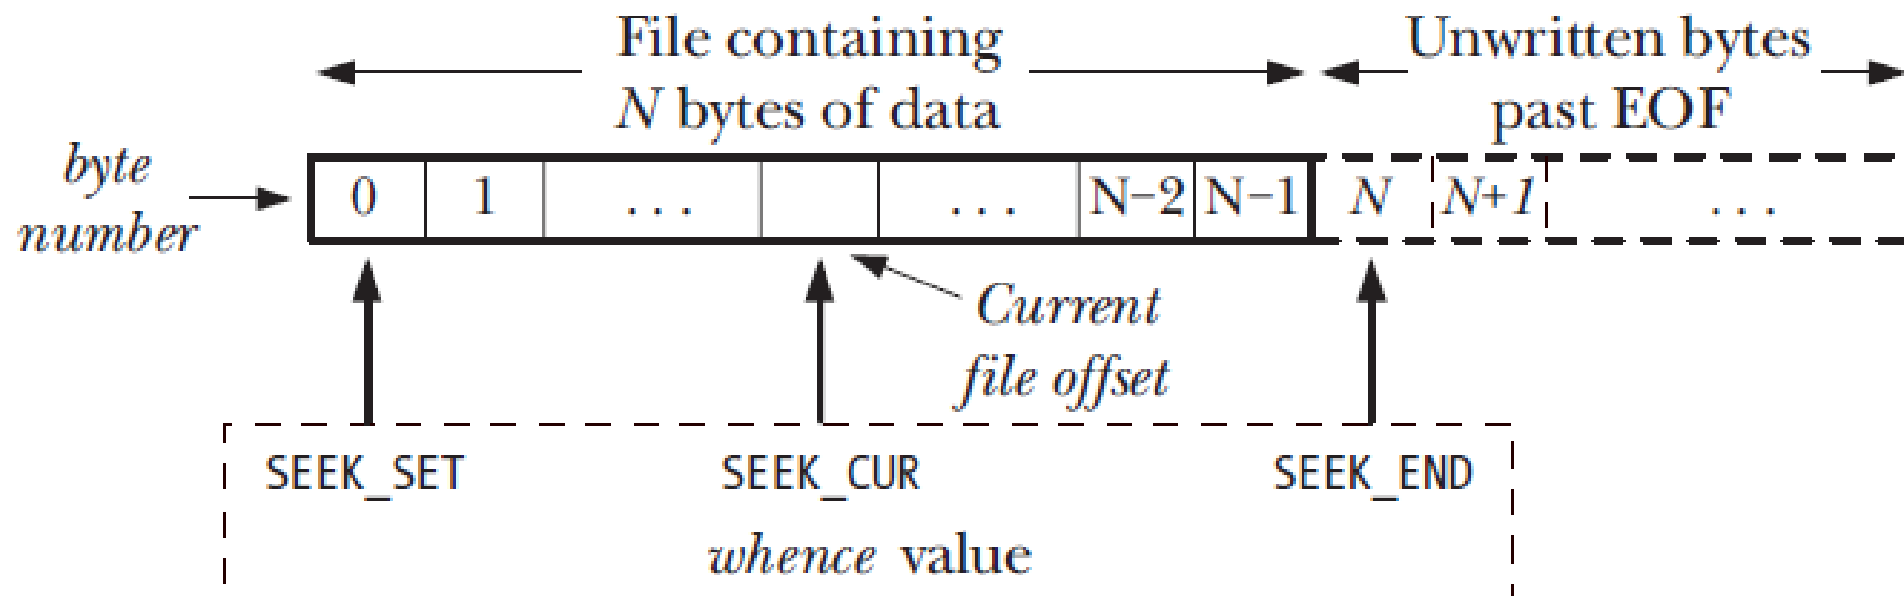 File containing
N bytes of data
Unwritten bytes
past EOF
byte
number
0 1 ... ... N−2 N−1 N N+1 ...
Current
file offset
SEEK_SET SEEK_CUR SEEK_END
whence value